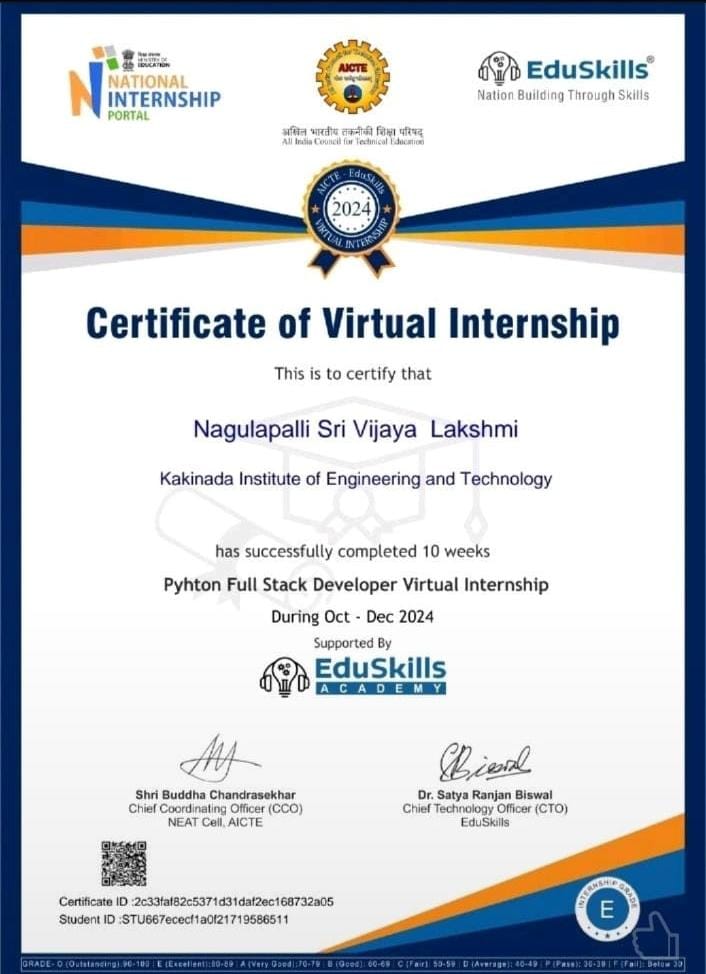 MINISTRY OF
EDUCATION
NATIONAL
INTERNSHIP
PORTAL
AICTE
अखिल भारतीय तकनीकी शिक्षा परिषद्
All India Council for Technical Education
EduSkills®
Nation Building Through Skills
AICTE - EduSkills
2024
VIRTUAL INTERNSHIP
Certificate of Virtual Internship
This is to certify that
Nagulapalli Sri Vijaya Lakshmi
Kakinada Institute of Engineering and Technology
has successfully completed 10 weeks
Pyhton Full Stack Developer Virtual Internship
During Oct - Dec 2024
Supported By
EduSkills
ACADEMY
Shri Buddha Chandrasekhar
Chief Coordinating Officer (CCO)
NEAT Cell, AICTE
Dr. Satya Ranjan Biswal
Chief Technology Officer (CTO)
EduSkills
Certificate ID :2c33faf82c5371d31daf2ec168732a05
Student ID :STU667ececf1a0f21719586511
INTERNSHIP GRADE
E
GRADE- O (Outstanding):90-100 | E (Excellent):80-89 | A (Very Good):70-79 | B (Good): 60-69 | C (Fair): 50-59 | D (Average): 40-49 | P (Pass): 30-39 | F (Fail): Below 30